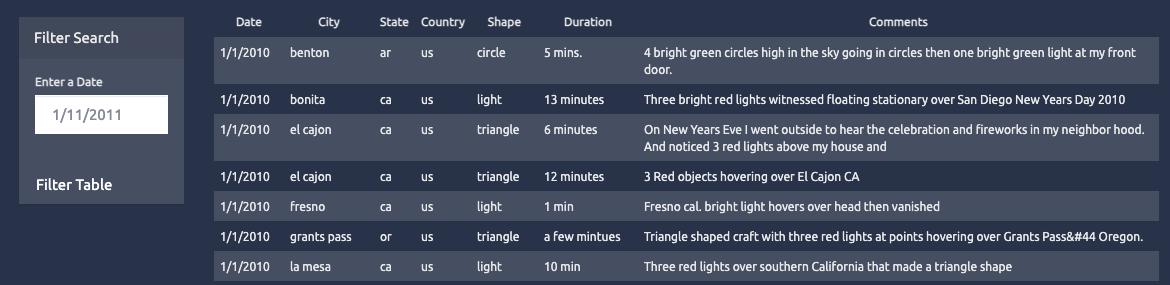 Filter Search
Enter a Date
1/11/2011
Filter Table
Date City State Country Shape Duration Comments
1/1/2010 benton ar us circle 5 mins. 4 bright green circles high in the sky going in circles then one bright green light at my front
door.
1/1/2010 bonita ca us light 13 minutes Three bright red lights witnessed floating stationary over San Diego New Years Day 2010
1/1/2010 el cajon ca us triangle 6 minutes On New Years Eve I went outside to hear the celebration and fireworks in my neighbor hood.
And noticed 3 red lights above my house and
1/1/2010 el cajon ca us triangle 12 minutes 3 Red objects hovering over El Cajon CA
1/1/2010 fresno ca us light 1 min Fresno cal. bright light hovers over head then vanished
1/1/2010 grants pass or us triangle a few mintues Triangle shaped craft with three red lights at points hovering over Grants Pass&#44 Oregon.
1/1/2010 la mesa ca us light 10 min Three red lights over southern California that made a triangle shape